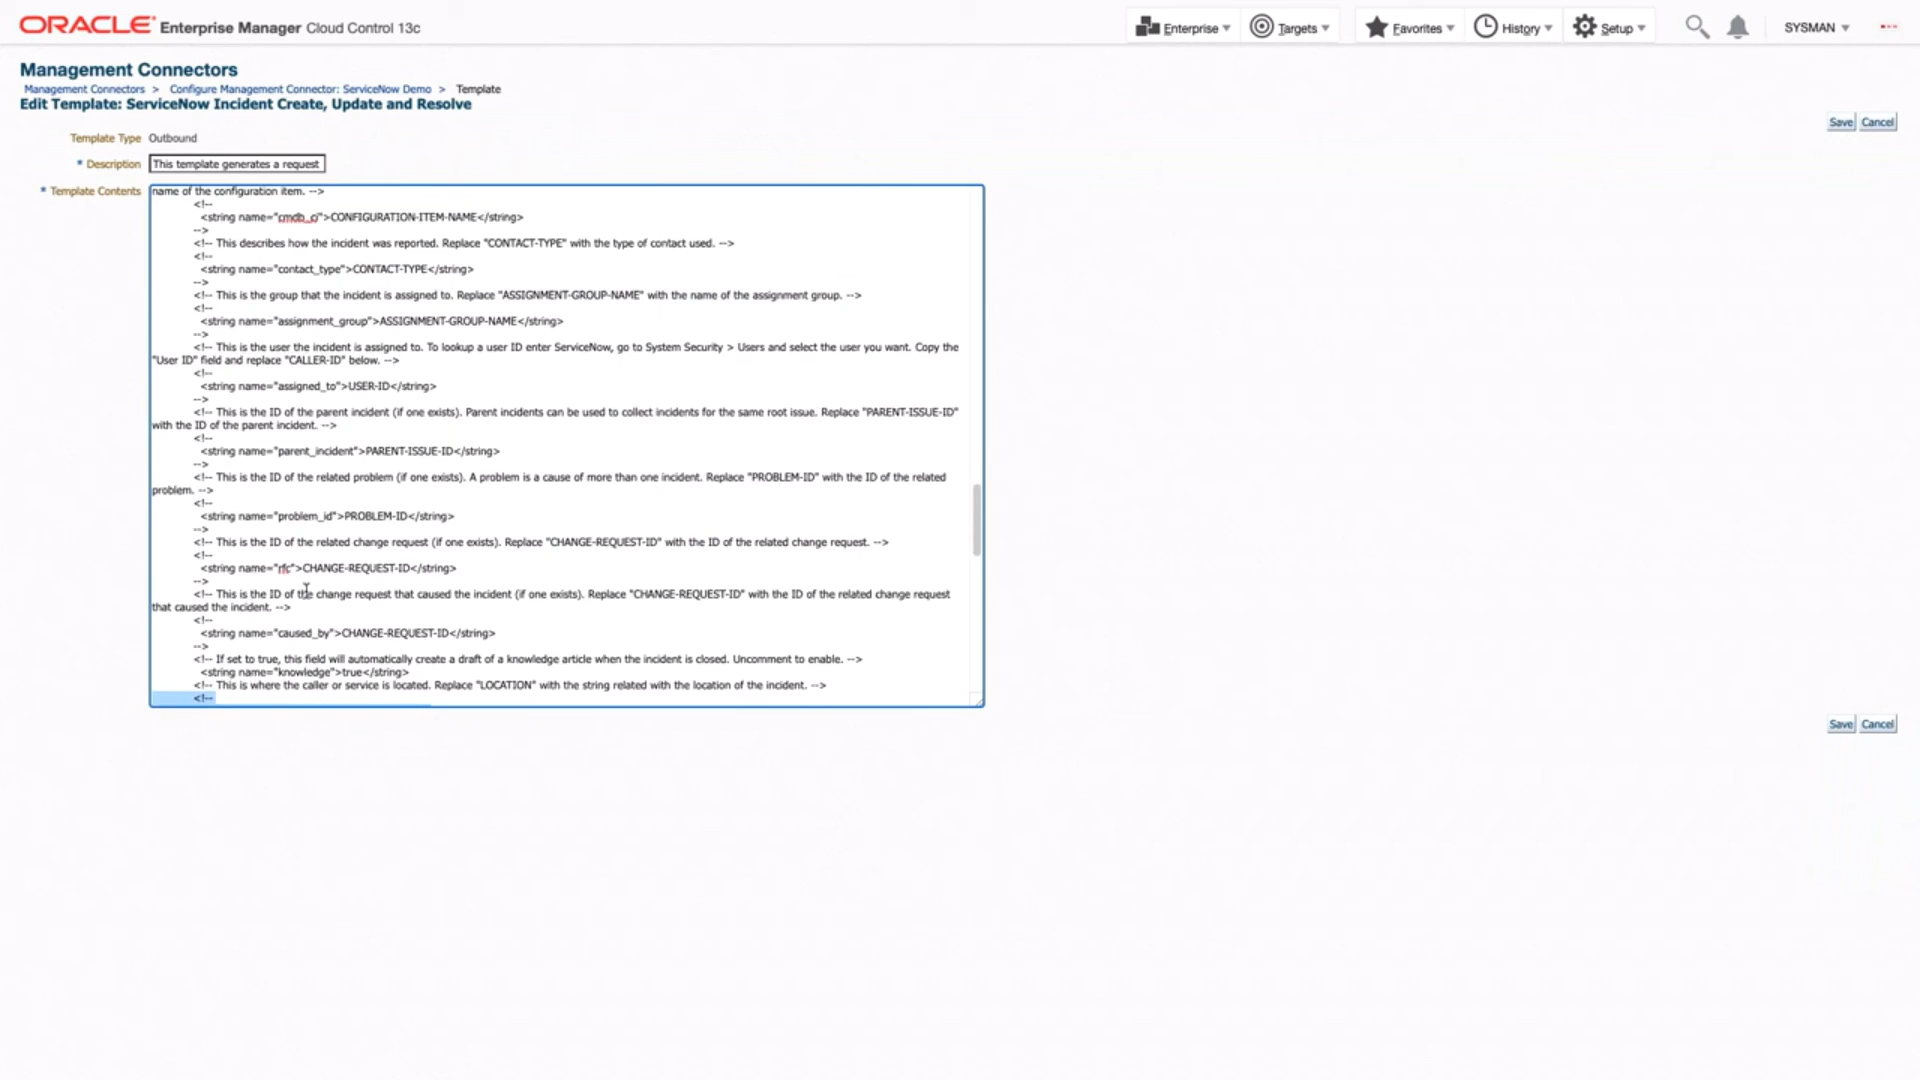 ORACLE® Enterprise Manager Cloud Control 13c
Enterprise Targets Favorites History Setup SYSMAN
Management Connectors
Management Connectors > Configure Management Connector: ServiceNow Demo > Template
Edit Template: ServiceNow Incident Create, Update and Resolve
Save Cancel
Template Type Outbound
* Description This template generates a request
* Template Contents
name of the configuration item. -->
<!--
<string name="cmdb_ci">CONFIGURATION-ITEM-NAME</string>
-->
<!-- This describes how the incident was reported. Replace "CONTACT-TYPE" with the type of contact used. -->
<!--
<string name="contact_type">CONTACT-TYPE</string>
-->
<!-- This is the group that the incident is assigned to. Replace "ASSIGNMENT-GROUP-NAME" with the name of the assignment group. -->
<!--
<string name="assignment_group">ASSIGNMENT-GROUP-NAME</string>
-->
<!-- This is the user the incident is assigned to. To lookup a user ID enter ServiceNow, go to System Security > Users and select the user you want. Copy the
"User ID" field and replace "CALLER-ID" below. -->
<!--
<string name="assigned_to">USER-ID</string>
-->
<!-- This is the ID of the parent incident (if one exists). Parent incidents can be used to collect incidents for the same root issue. Replace "PARENT-ISSUE-ID"
with the ID of the parent incident. -->
<!--
<string name="parent_incident">PARENT-ISSUE-ID</string>
-->
<!-- This is the ID of the related problem (if one exists). A problem is a cause of more than one incident. Replace "PROBLEM-ID" with the ID of the related
problem. -->
<!--
<string name="problem_id">PROBLEM-ID</string>
-->
<!-- This is the ID of the related change request (if one exists). Replace "CHANGE-REQUEST-ID" with the ID of the related change request. -->
<!--
<string name="rfc">CHANGE-REQUEST-ID</string>
-->
<!-- This is the ID of the change request that caused the incident (if one exists). Replace "CHANGE-REQUEST-ID" with the ID of the related change request
that caused the incident. -->
<!--
<string name="caused_by">CHANGE-REQUEST-ID</string>
-->
<!-- If set to true, this field will automatically create a draft of a knowledge article when the incident is closed. Uncomment to enable. -->
<string name="knowledge">true</string>
<!-- This is where the caller or service is located. Replace "LOCATION" with the string related with the location of the incident. -->
<!--
Save Cancel